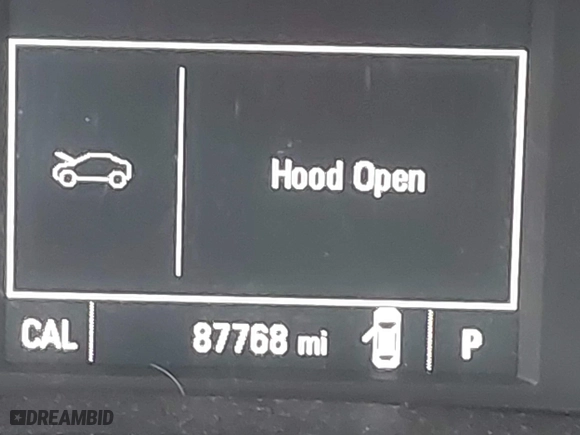 Hood Open
CAL
87768 mi
P
DREAMBID